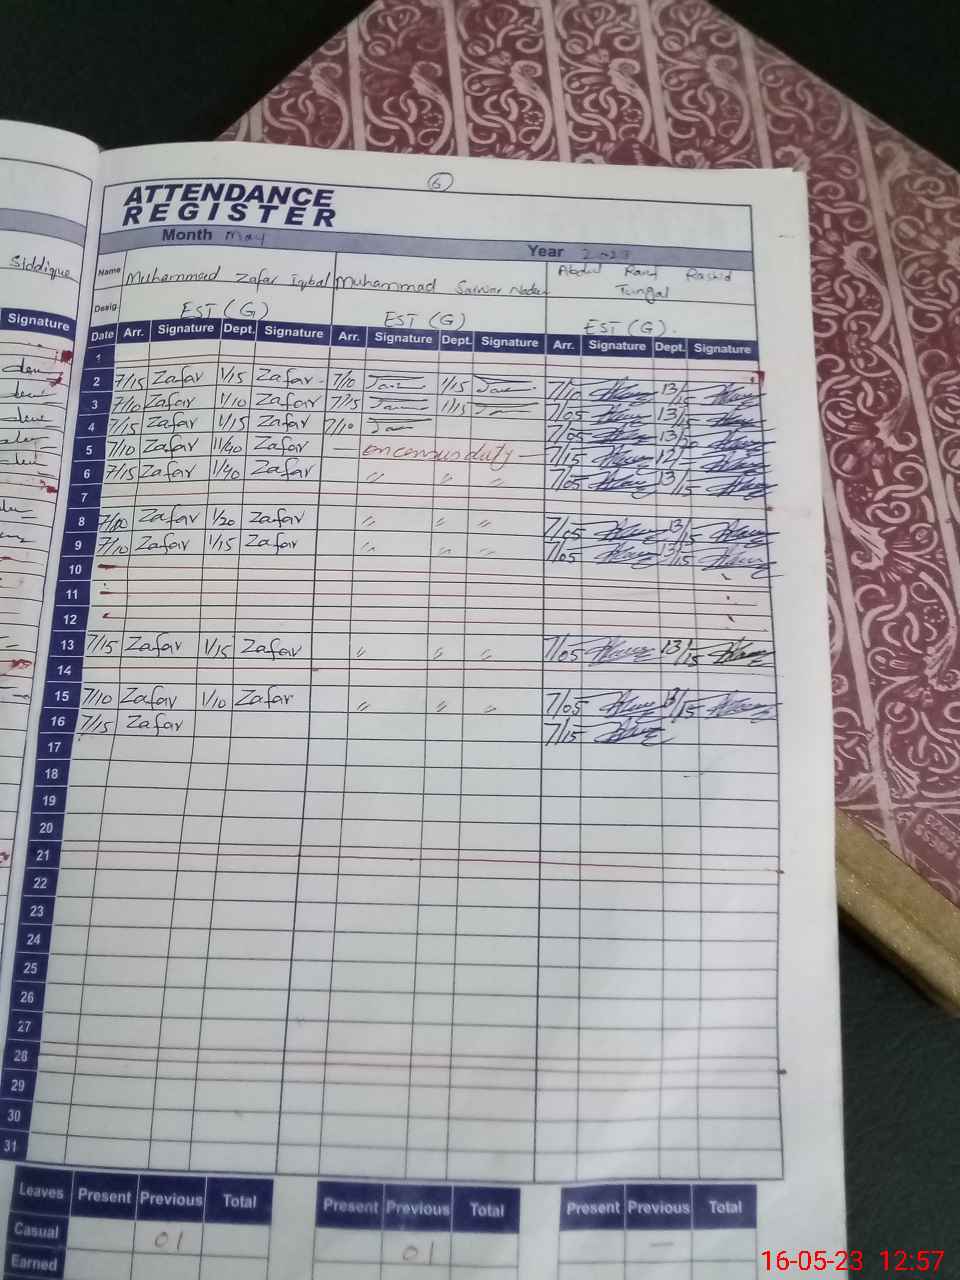 6
ATTENDANCE
REGISTER
Month May
Year 2023
Siddique
Name Muhammad Zafar Iqbal Muhammad Sarwar Abdul Rashid
Desig. EST (G) EST (G) EST (G).
Signature
Date Arr. Signature Dept. Signature Arr. Signature Dept. Signature Arr. Signature Dept. Signature
1
2 7/15 Zafar 1/15 Zafar 7/10 1/15 7/10 13/15
3 7/10 Zafar 1/10 Zafar 7/15 1/15 7/05 13/15
4 7/15 Zafar 1/15 Zafar 7/10 7/05
5 7/10 Zafar 11/40 Zafar — on census duty — 7/15
6 7/15 Zafar 1/40 Zafar 〃 〃 〃 7/05 13/15
7
8 Zafar 1/20 Zafar 〃 〃 〃 7/05 13/15
9 7/10 Zafar 1/15 Zafar 〃 〃 〃 7/05 13/15
10
11
12
13 7/15 Zafar 1/15 Zafar 〃 〃 〃 7/05 13/15
14
15 7/10 Zafar 1/10 Zafar 〃 〃 〃 7/05 13/15
16 7/15 Zafar 7/15
17
18
19
20
21
22
23
24
25
26
27
28
29
30
31
Leaves Present Previous Total Present Previous Total Present Previous Total
Casual 01 01 —
Earned
16-05-23 12:57